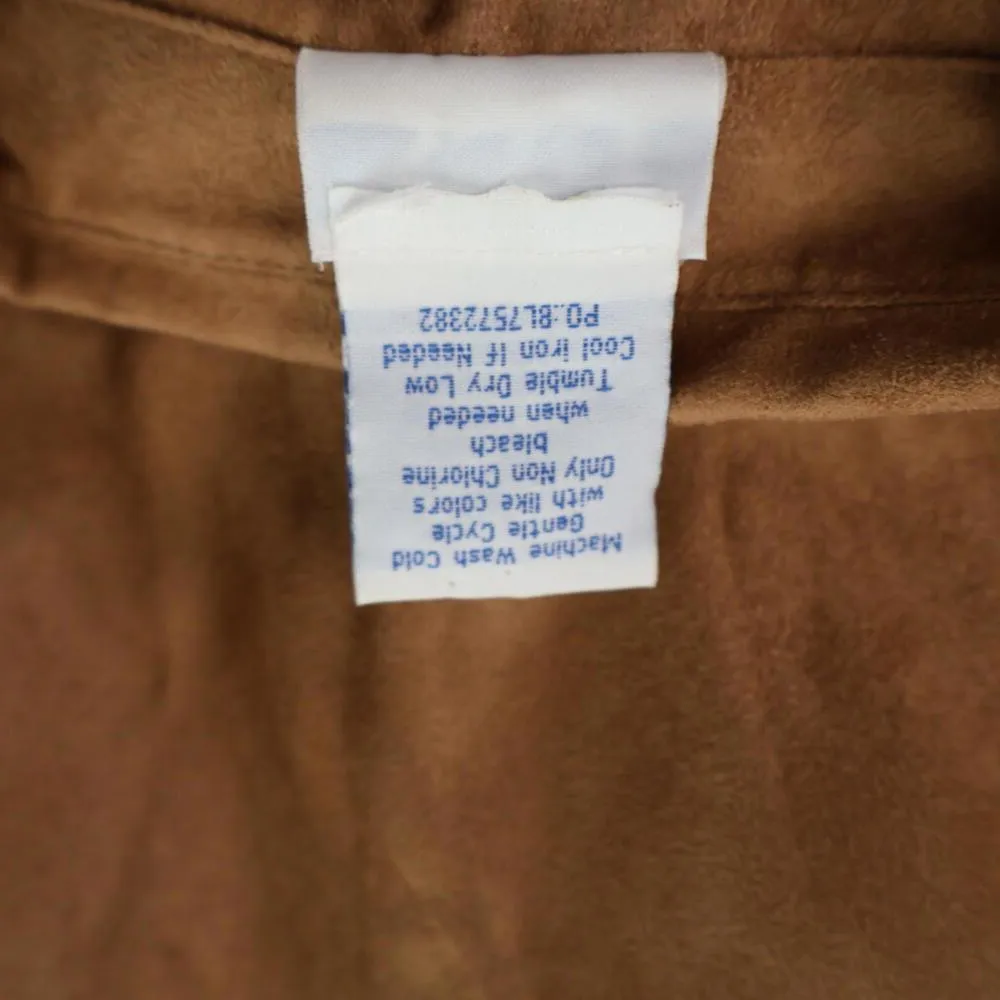 Machine Wash Cold
Gentle Cycle
with like colors
Only Non Chlorine
bleach
when needed
Tumble Dry Low
Cool iron If Needed
PO.:BL7572382